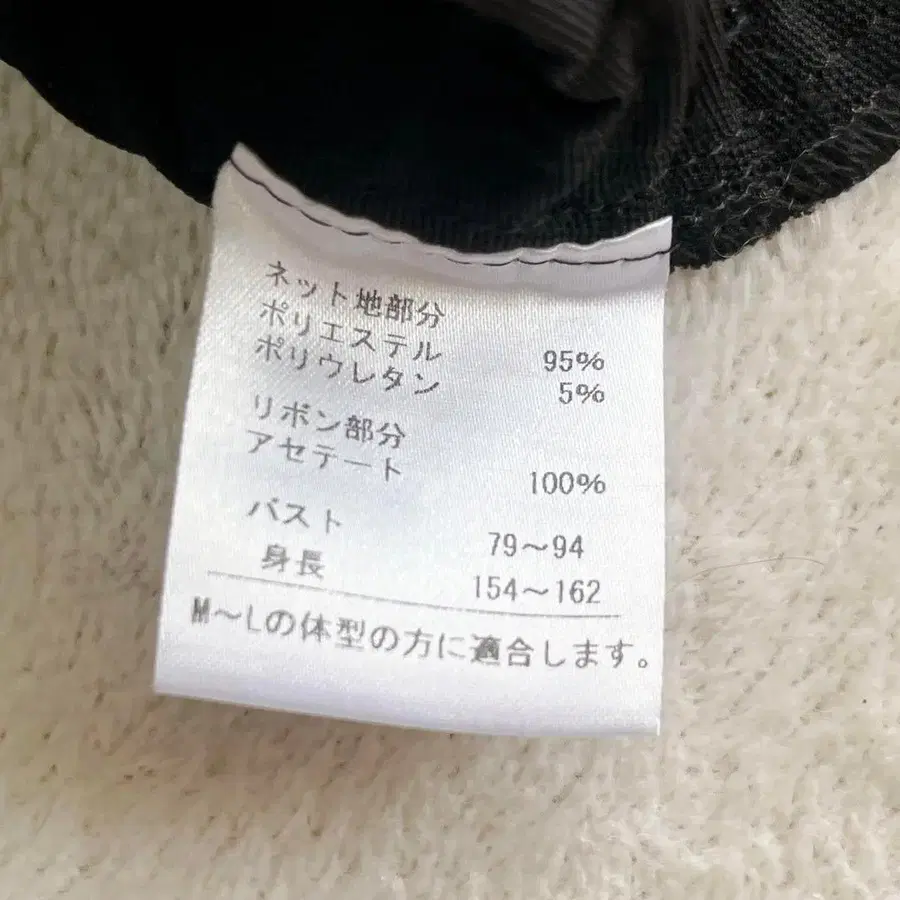 ネット地部分
ポリエステル 95%
ポリウレタン 5%
リボン部分
アセテート 100%
バスト 79～94
身長 154～162
M～Lの体型の方に適合します。